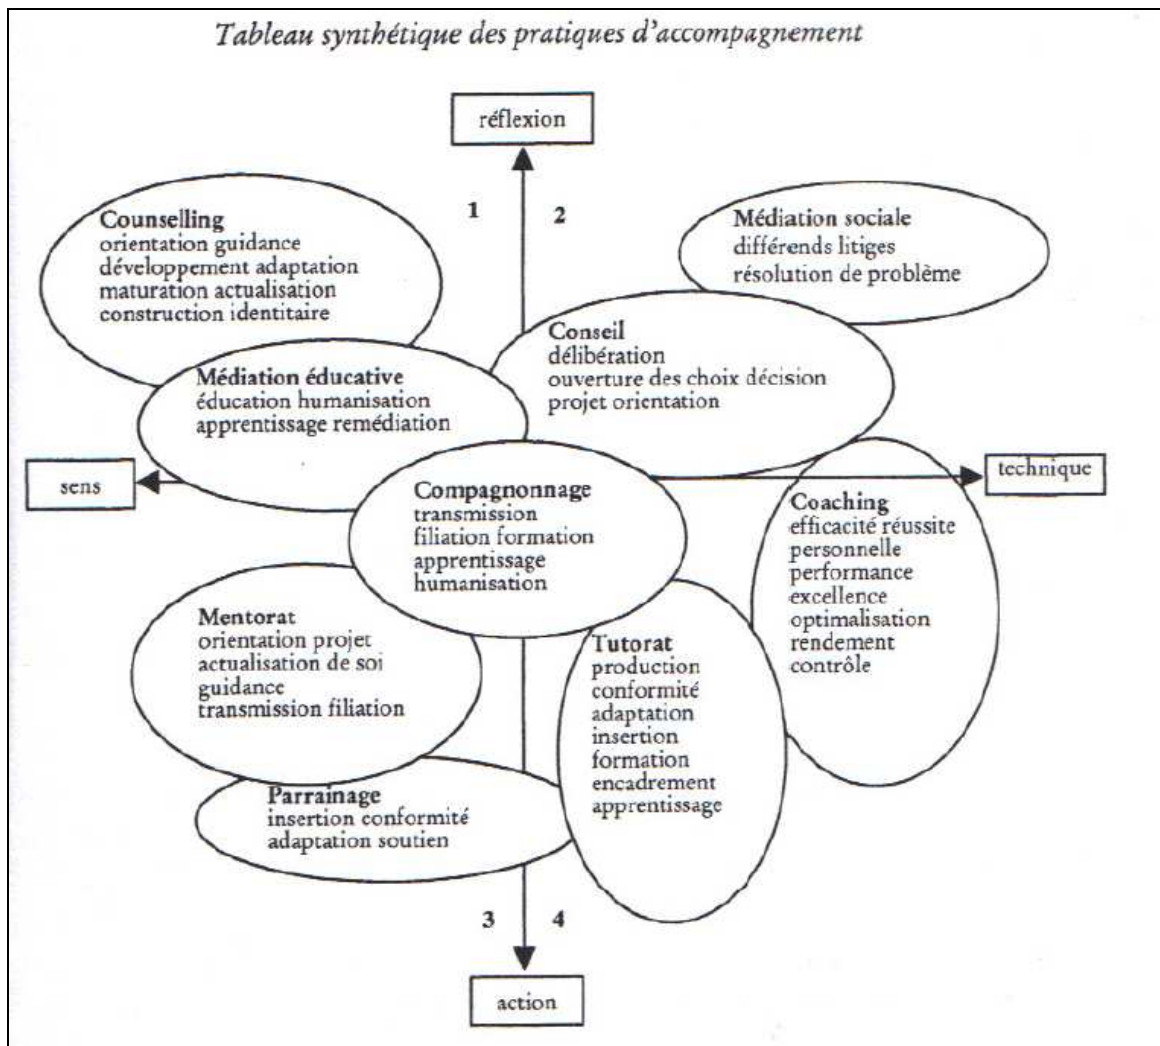 Tableau synthétique des pratiques d'accompagnement
réflexion
1
2
Counselling
orientation guidance
développement adaptation
maturation actualisation
construction identitaire
Médiation sociale
différends litiges
résolution de problème
Conseil
délibération
ouverture des choix décision
projet orientation
Médiation éducative
éducation humanisation
apprentissage remédiation
sens
technique
Compagnonnage
transmission
filiation formation
apprentissage
humanisation
Coaching
efficacité réussite
personnelle
performance
excellence
optimalisation
rendement
contrôle
Mentorat
orientation projet
actualisation de soi
guidance
transmission filiation
Tutorat
production
conformité
adaptation
insertion
formation
encadrement
apprentissage
Parrainage
insertion conformité
adaptation soutien
3
4
action